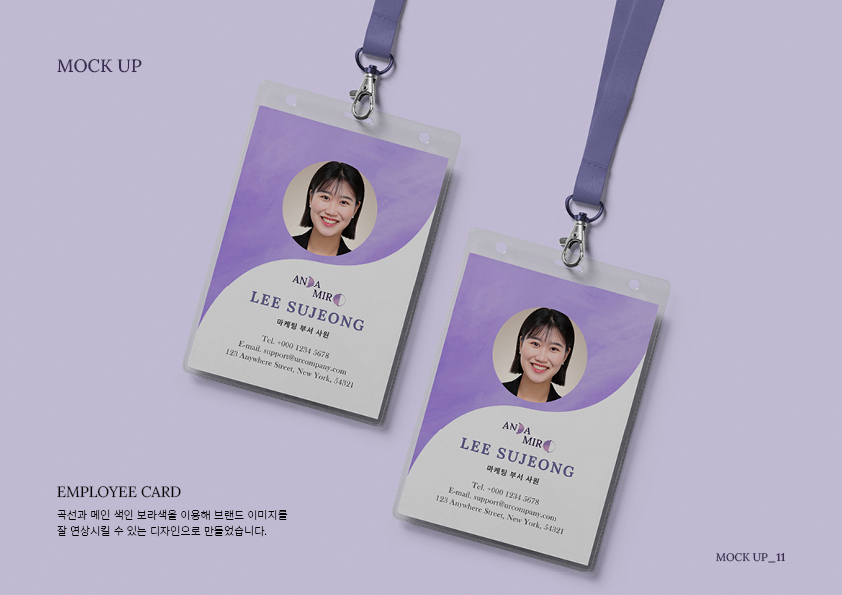 MOCK UP
ANDA
MIRO
LEE SUJEONG
마케팅 부서 사원
Tel. +000 1234 5678
E-mail. support@urcompany.com
123 Anywhere Street, New York, 54321
ANDA
MIRO
LEE SUJEONG
마케팅 부서 사원
Tel. +000 1234 5678
E-mail. support@urcompany.com
123 Anywhere Street, New York, 54321
EMPLOYEE CARD
곡선과 메인 색인 보라색을 이용해 브랜드 이미지를
잘 연상시킬 수 있는 디자인으로 만들었습니다.
MOCK UP_11